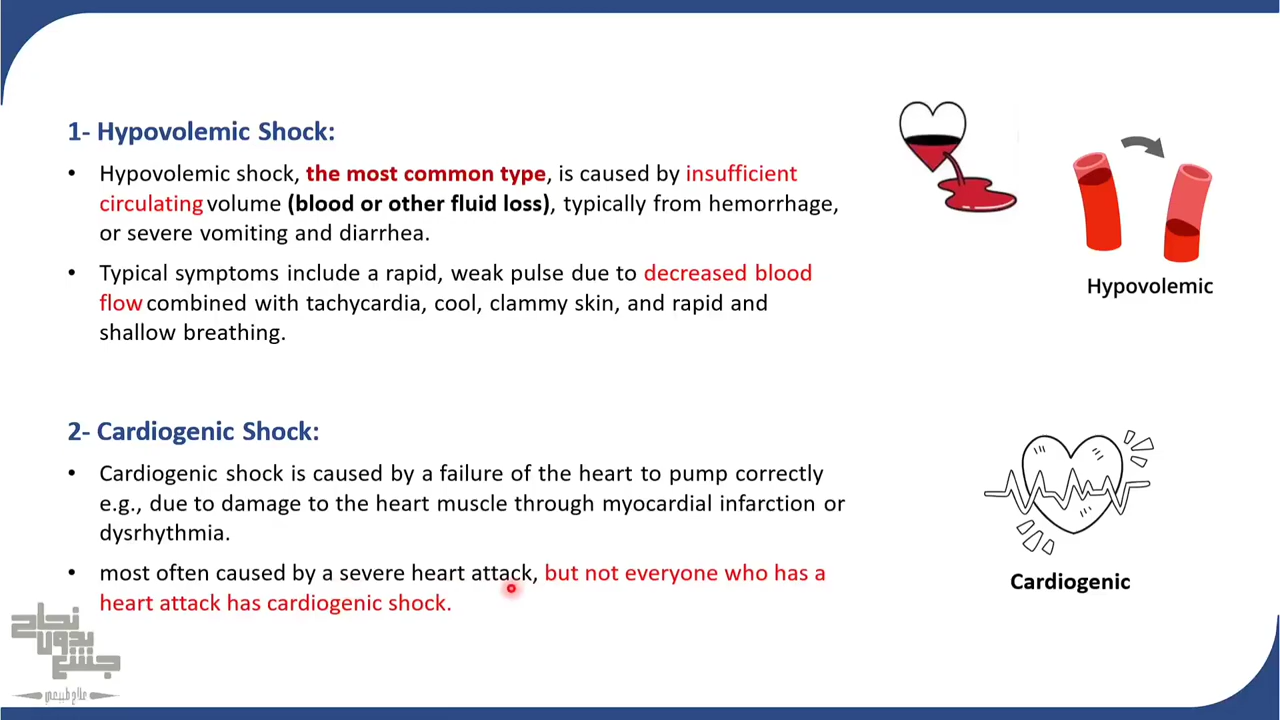 1- Hypovolemic Shock:
• Hypovolemic shock, the most common type, is caused by insufficient
circulating volume (blood or other fluid loss), typically from hemorrhage,
or severe vomiting and diarrhea.
• Typical symptoms include a rapid, weak pulse due to decreased blood
flow combined with tachycardia, cool, clammy skin, and rapid and
shallow breathing.
Hypovolemic
2- Cardiogenic Shock:
• Cardiogenic shock is caused by a failure of the heart to pump correctly
e.g., due to damage to the heart muscle through myocardial infarction or
dysrhythmia.
• most often caused by a severe heart attack, but not everyone who has a
heart attack has cardiogenic shock.
Cardiogenic
نجاح
بدون
جشع
علاج طبيعي